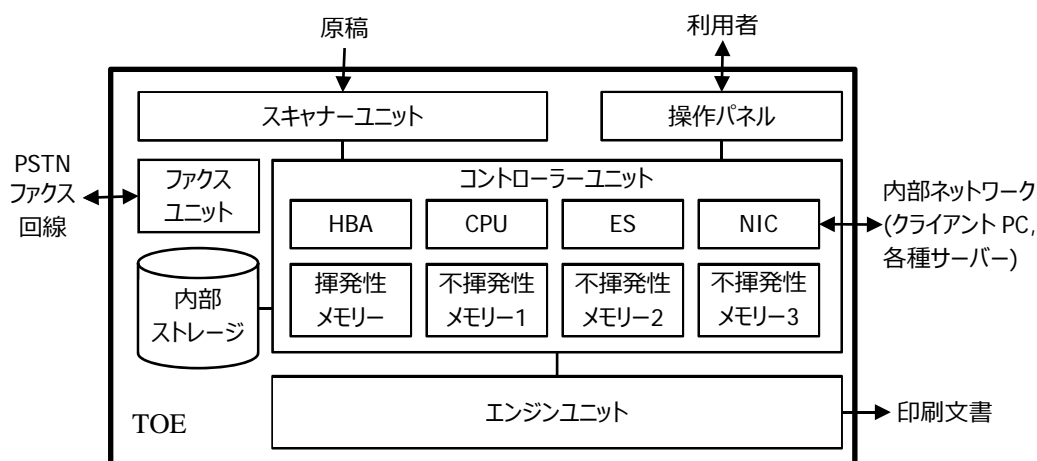 原稿
利用者
スキャナーユニット
操作パネル
PSTN
ファクス
回線
ファクス
ユニット
コントローラーユニット
HBA
CPU
ES
NIC
内部ネットワーク
(クライアント PC,
各種サーバー)
内部
ストレージ
揮発性
メモリー
不揮発性
メモリー1
不揮発性
メモリー2
不揮発性
メモリー3
エンジンユニット
印刷文書
TOE